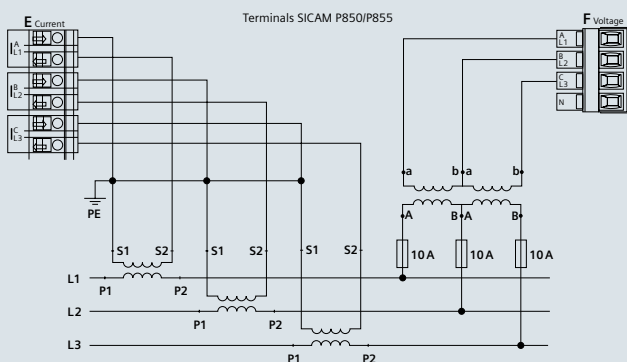 Terminals SICAM P850/P855
E Current
F Voltage
I A L1
I B L2
I C L3
A L1
B L2
C L3
N
a b a b
A B A B
PE
10 A 10 A 10 A
S1 S2 S1 S2 S1 S2
L1
P1 P2
L2
P1 P2
L3
P1 P2